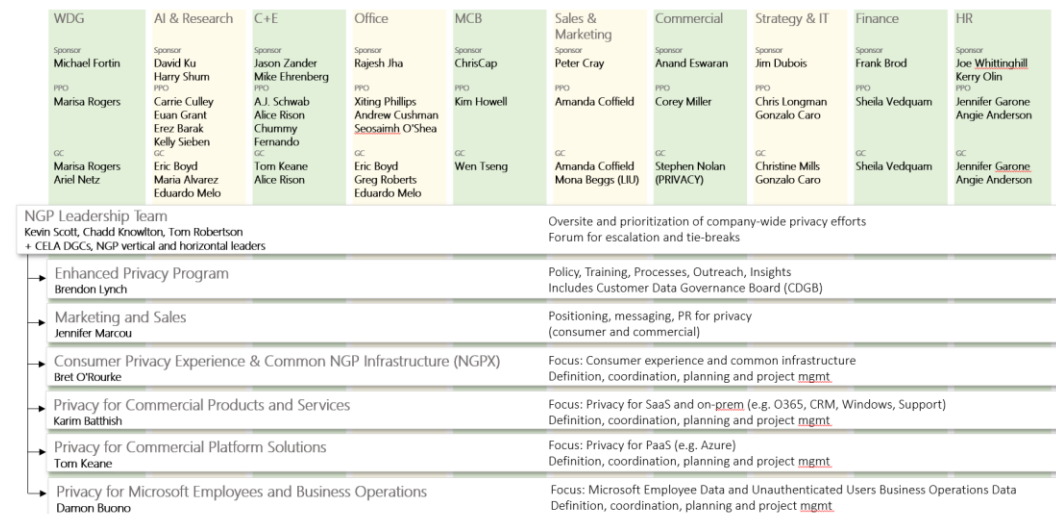 WDG
Sponsor
Michael Fortin
PPO
Marisa Rogers
GC
Marisa Rogers
Ariel Netz
AI & Research
Sponsor
David Ku
Harry Shum
PPO
Carrie Culley
Euan Grant
Erez Barak
Kelly Sieben
GC
Eric Boyd
Maria Alvarez
Eduardo Melo
C+E
Sponsor
Jason Zander
Mike Ehrenberg
PPO
A.J. Schwab
Alice Rison
Chummy
Fernando
GC
Tom Keane
Alice Rison
Office
Sponsor
Rajesh Jha
PPO
Xiting Phillips
Andrew Cushman
Seosaimh O'Shea
GC
Eric Boyd
Greg Roberts
Eduardo Melo
MCB
Sponsor
ChrisCap
PPO
Kim Howell
GC
Wen Tseng
Sales &
Marketing
Sponsor
Peter Cray
PPO
Amanda Coffield
GC
Amanda Coffield
Mona Beggs (LIU)
Commercial
Sponsor
Anand Eswaran
PPO
Corey Miller
GC
Stephen Nolan
(PRIVACY)
Strategy & IT
Sponsor
Jim Dubois
PPO
Chris Longman
Gonzalo Caro
GC
Christine Mills
Gonzalo Caro
Finance
Sponsor
Frank Brod
PPO
Sheila Vedquam
GC
Sheila Vedquam
HR
Sponsor
Joe Whittinghill
Kerry Olin
PPO
Jennifer Garone
Angie Anderson
GC
Jennifer Garone
Angie Anderson
NGP Leadership Team
Kevin Scott, Chadd Knowlton, Tom Robertson
+ CELA DGCs, NGP vertical and horizontal leaders
Oversite and prioritization of company-wide privacy efforts
Forum for escalation and tie-breaks
Enhanced Privacy Program
Brendon Lynch
Policy, Training, Processes, Outreach, Insights
Includes Customer Data Governance Board (CDGB)
Marketing and Sales
Jennifer Marcou
Positioning, messaging, PR for privacy
(consumer and commercial)
Consumer Privacy Experience & Common NGP Infrastructure (NGPX)
Bret O'Rourke
Focus: Consumer experience and common infrastructure
Definition, coordination, planning and project mgmt
Privacy for Commercial Products and Services
Karim Batthish
Focus: Privacy for SaaS and on-prem (e.g. O365, CRM, Windows, Support)
Definition, coordination, planning and project mgmt
Privacy for Commercial Platform Solutions
Tom Keane
Focus: Privacy for PaaS (e.g. Azure)
Definition, coordination, planning and project mgmt
Privacy for Microsoft Employees and Business Operations
Damon Buono
Focus: Microsoft Employee Data and Unauthenticated Users Business Operations Data
Definition, coordination, planning and project mgmt